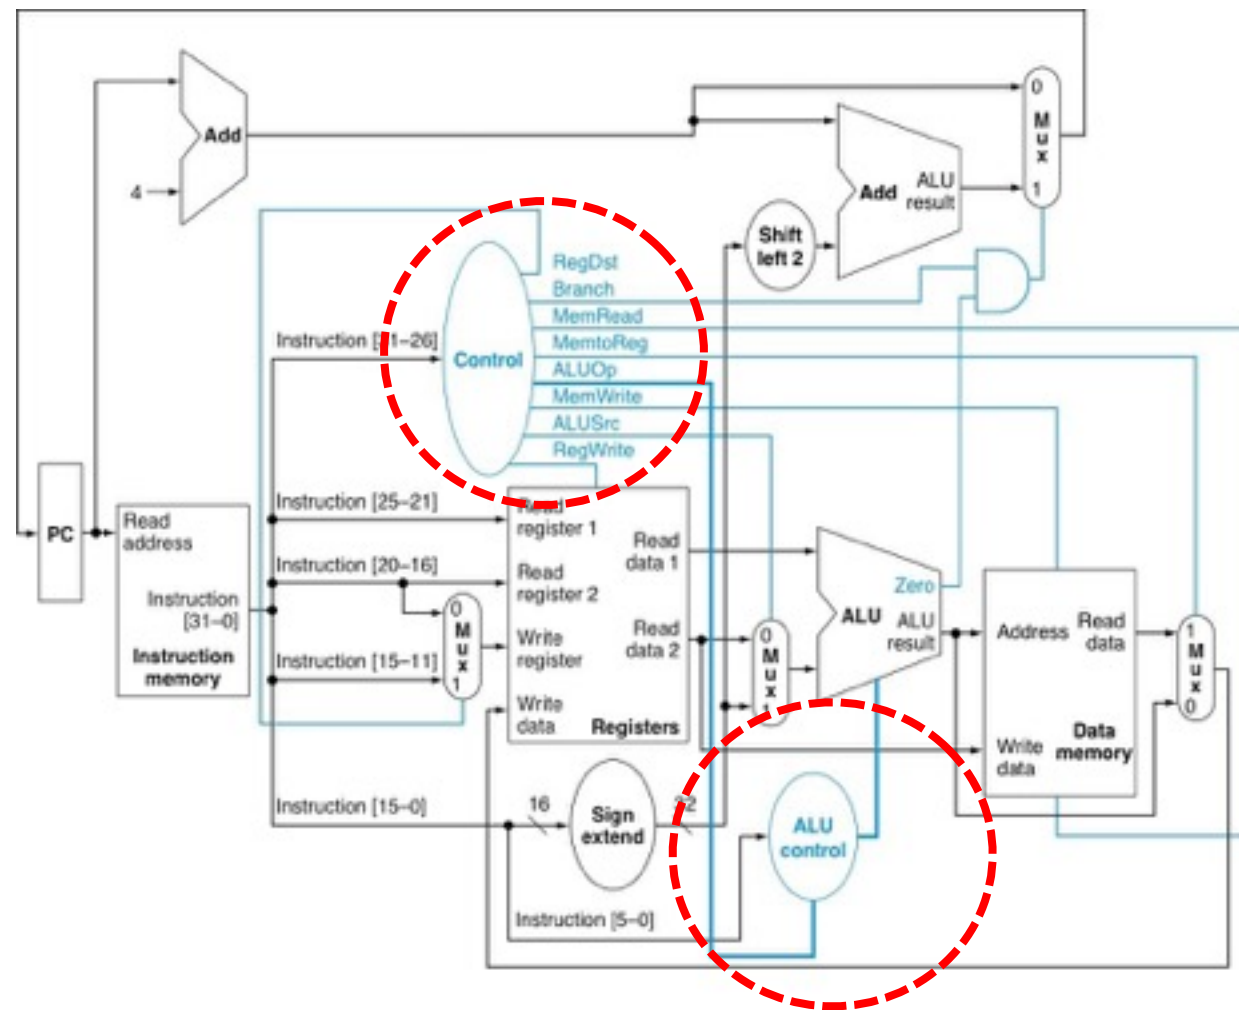 0
M
u
x
1
Add
4
Add
ALU
result
Shift
left 2
RegDst
Branch
MemRead
MemtoReg
ALUOp
MemWrite
ALUSrc
RegWrite
Control
Instruction [31–26]
PC
Read
address
Instruction
[31–0]
Instruction
memory
Instruction [25–21]
Instruction [20–16]
Instruction [15–11]
0
M
u
x
1
Read
register 1
Read
register 2
Write
register
Write
data
Read
data 1
Read
data 2
Registers
0
M
u
x
1
Zero
ALU
ALU
result
Address
Read
data
Write
data
Data
memory
1
M
u
x
0
Instruction [15–0]
16
Sign
extend
32
ALU
control
Instruction [5–0]